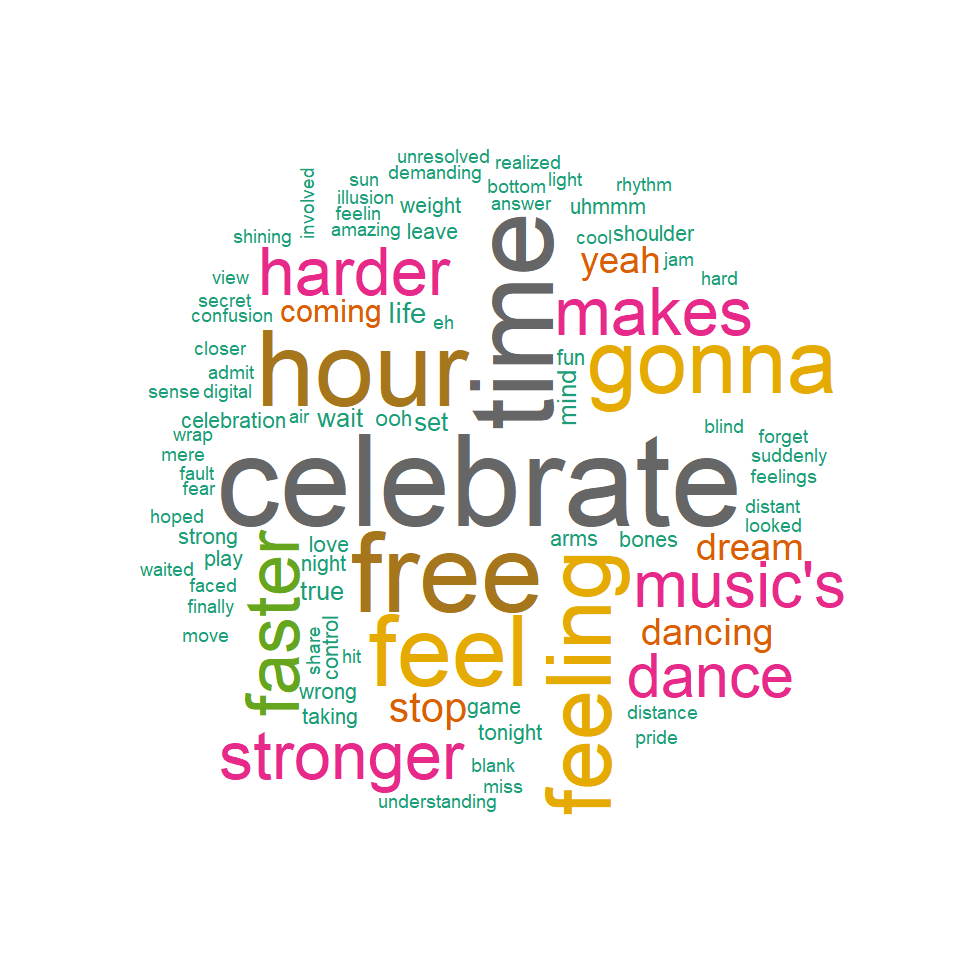 unresolved
realized
demanding
sun
bottom
light
rhythm
involved
illusion
answer
feelin
weight
uhmmm
amazing
leave
shining
cool
shoulder
time
harder
yeah
jam
view
hard
secret
coming
life
makes
confusion
eh
closer
hour
fun
gonna
admit
mind
sense
digital
celebration
air
wait
ooh
set
blind
wrap
forget
mere
suddenly
fault
celebrate
feelings
fear
distant
hoped
looked
strong
love
arms
bones
dream
play
night
free
waited
faced
true
music's
finally
faster
feeling
move
share
control
hit
feel
dancing
wrong
dance
taking
stop
game
distance
tonight
pride
stronger
blank
miss
understanding